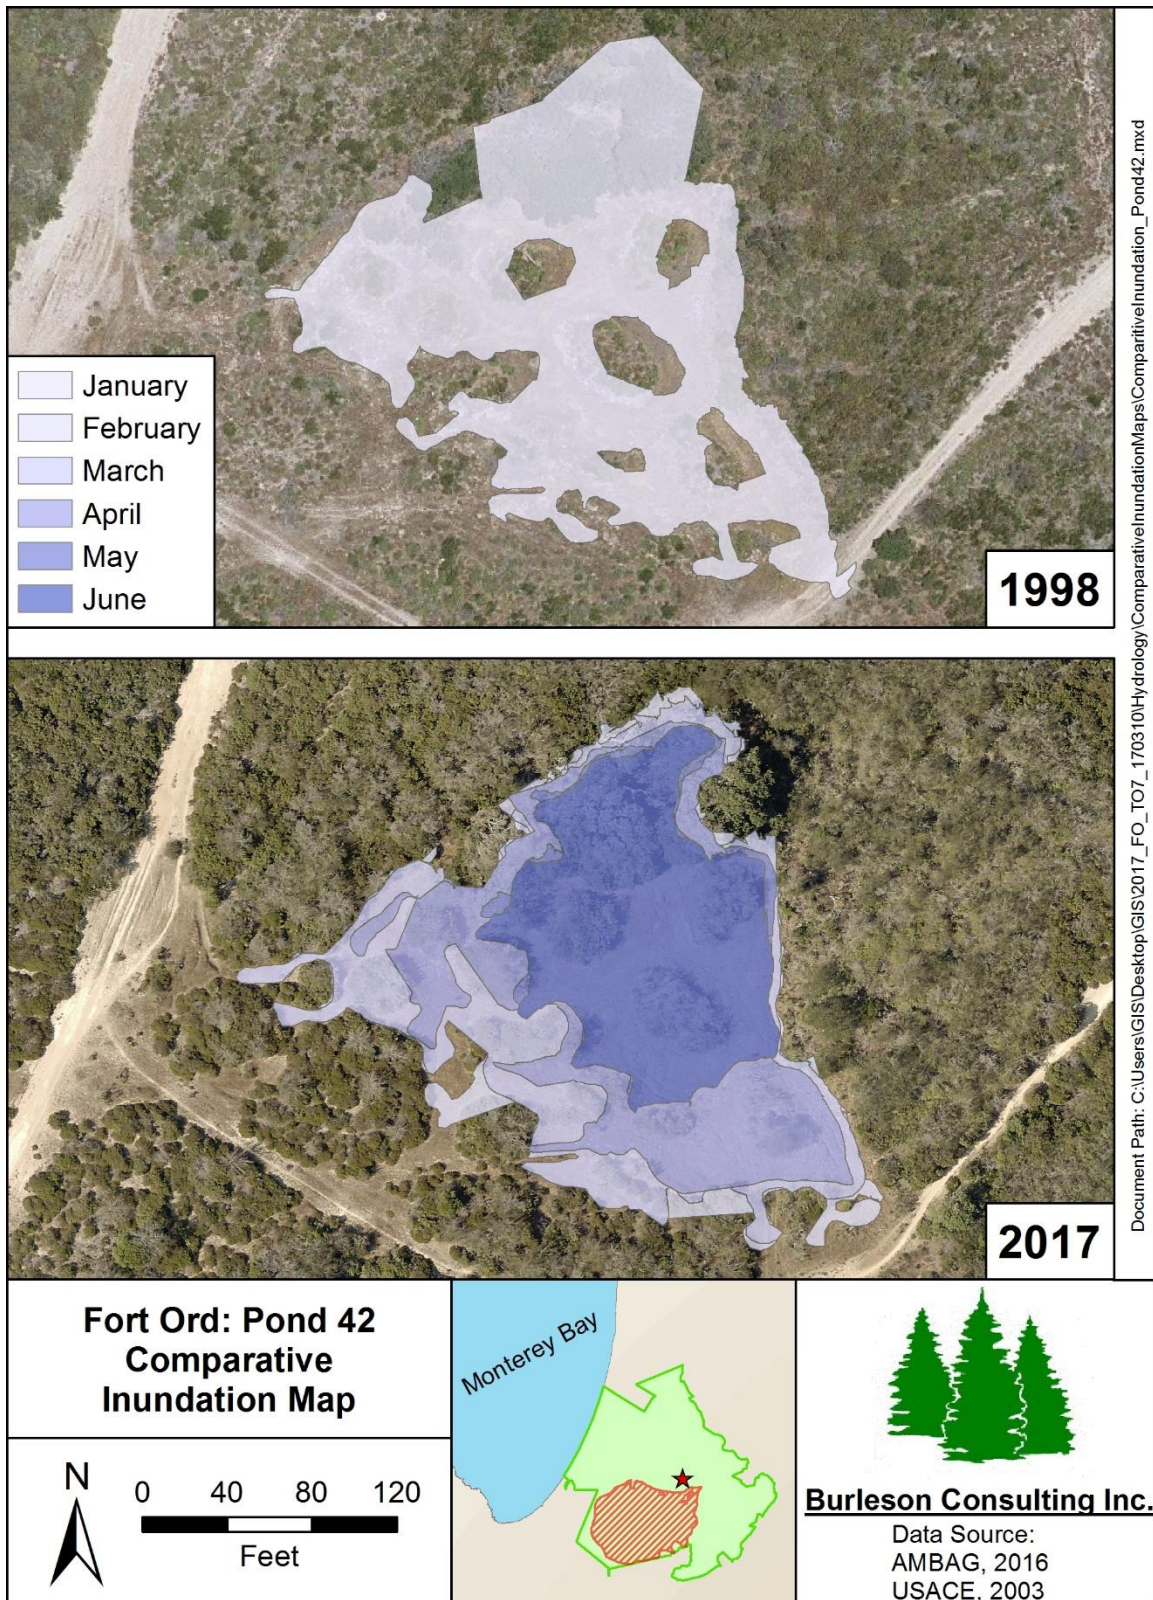 January
February
March
April
May
June
1998
2017
Document Path: C:\Users\GIS\Desktop\GIS\2017_FO_TO7_170310\Hydrology\ComparativeInundationMaps\ComparitiveInundation_Pond42.mxd
Fort Ord: Pond 42
Comparative
Inundation Map
N
0 40 80 120
Feet
Monterey Bay
Burleson Consulting Inc.
Data Source:
AMBAG, 2016
USACE, 2003